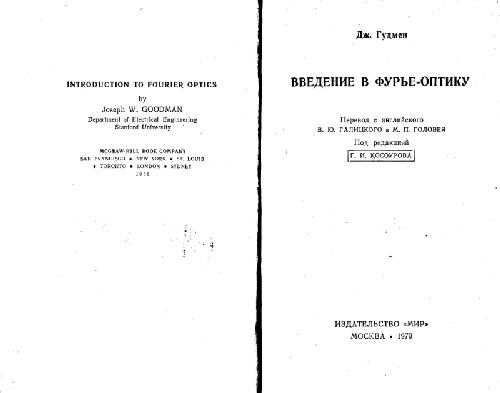 INTRODUCTION TO FOURIER OPTICS
by
Joseph W. GOODMAN
Department of Electrical Engineering
Stanford University
MCGRAW-HILL BOOK COMPANY
SAN FRANCISCO • NEW YORK • ST. LOUIS
• TORONTO • LONDON • SYDNEY
1968
Дж. Гудмен
ВВЕДЕНИЕ В ФУРЬЕ-ОПТИКУ
Перевод с английского
В. Ю. ГАЛИЦКОГО и М. П. ГОЛОВЕЯ
Под редакцией
Г. И. КОСОУРОВА
ИЗДАТЕЛЬСТВО «МИР»
МОСКВА • 1970